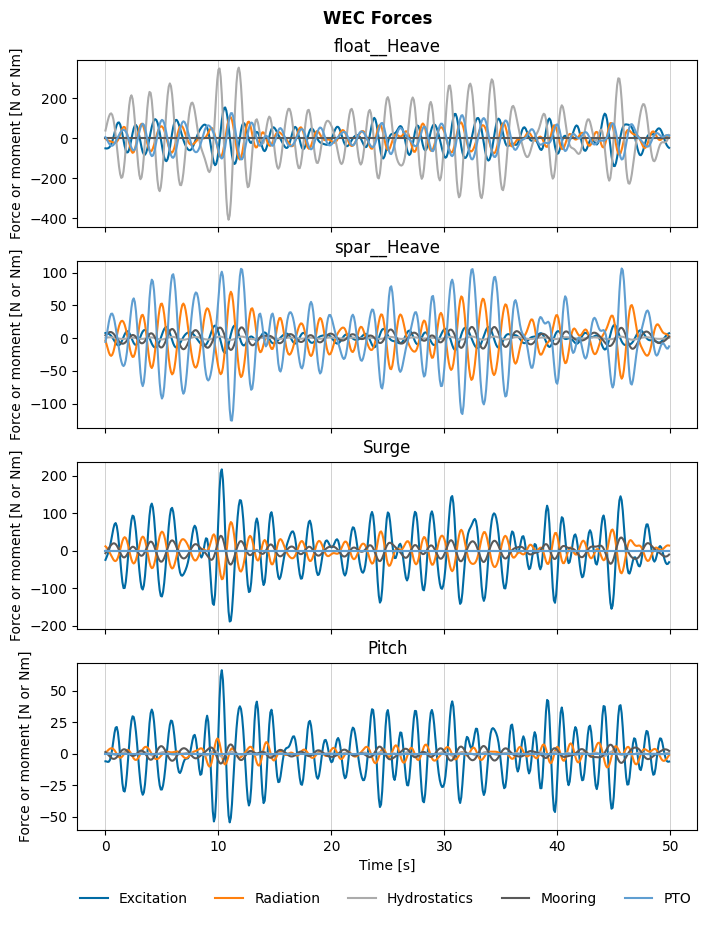 WEC Forces
float__Heave
Force or moment [N or Nm]
200
0
−200
−400
spar__Heave
Force or moment [N or Nm]
100
50
0
−50
−100
Surge
Force or moment [N or Nm]
200
100
0
−100
−200
Pitch
Force or moment [N or Nm]
50
25
0
−25
−50
0 10 20 30 40 50
Time [s]
Excitation Radiation Hydrostatics Mooring PTO